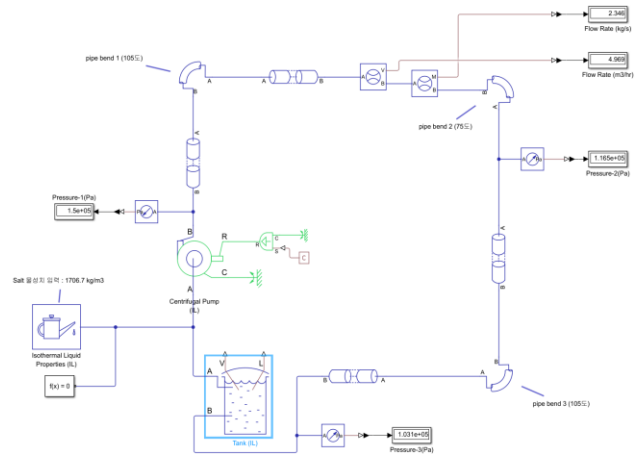 2.346
Flow Rate (kg/s)
pipe bend 1 (105도)
4.969
Flow Rate (m3/hr)
A
B
A
B
A
V
B
A
M
B
B
A
pipe bend 2 (75도)
A
B
1.165e+05
Pressure-2(Pa)
Pressure-1(Pa)
1.5e+05
A
B
R
H
C
S
C
C
A
B
A
Centrifugal Pump
(IL)
Salt 물성치 입력 : 1706.7 kg/m3
Isothermal Liquid
Properties (IL)
f(x) = 0
V
L
A
B
Tank (IL)
B
A
A
B
pipe bend 3 (105도)
A
1.031e+05
Pressure-3(Pa)